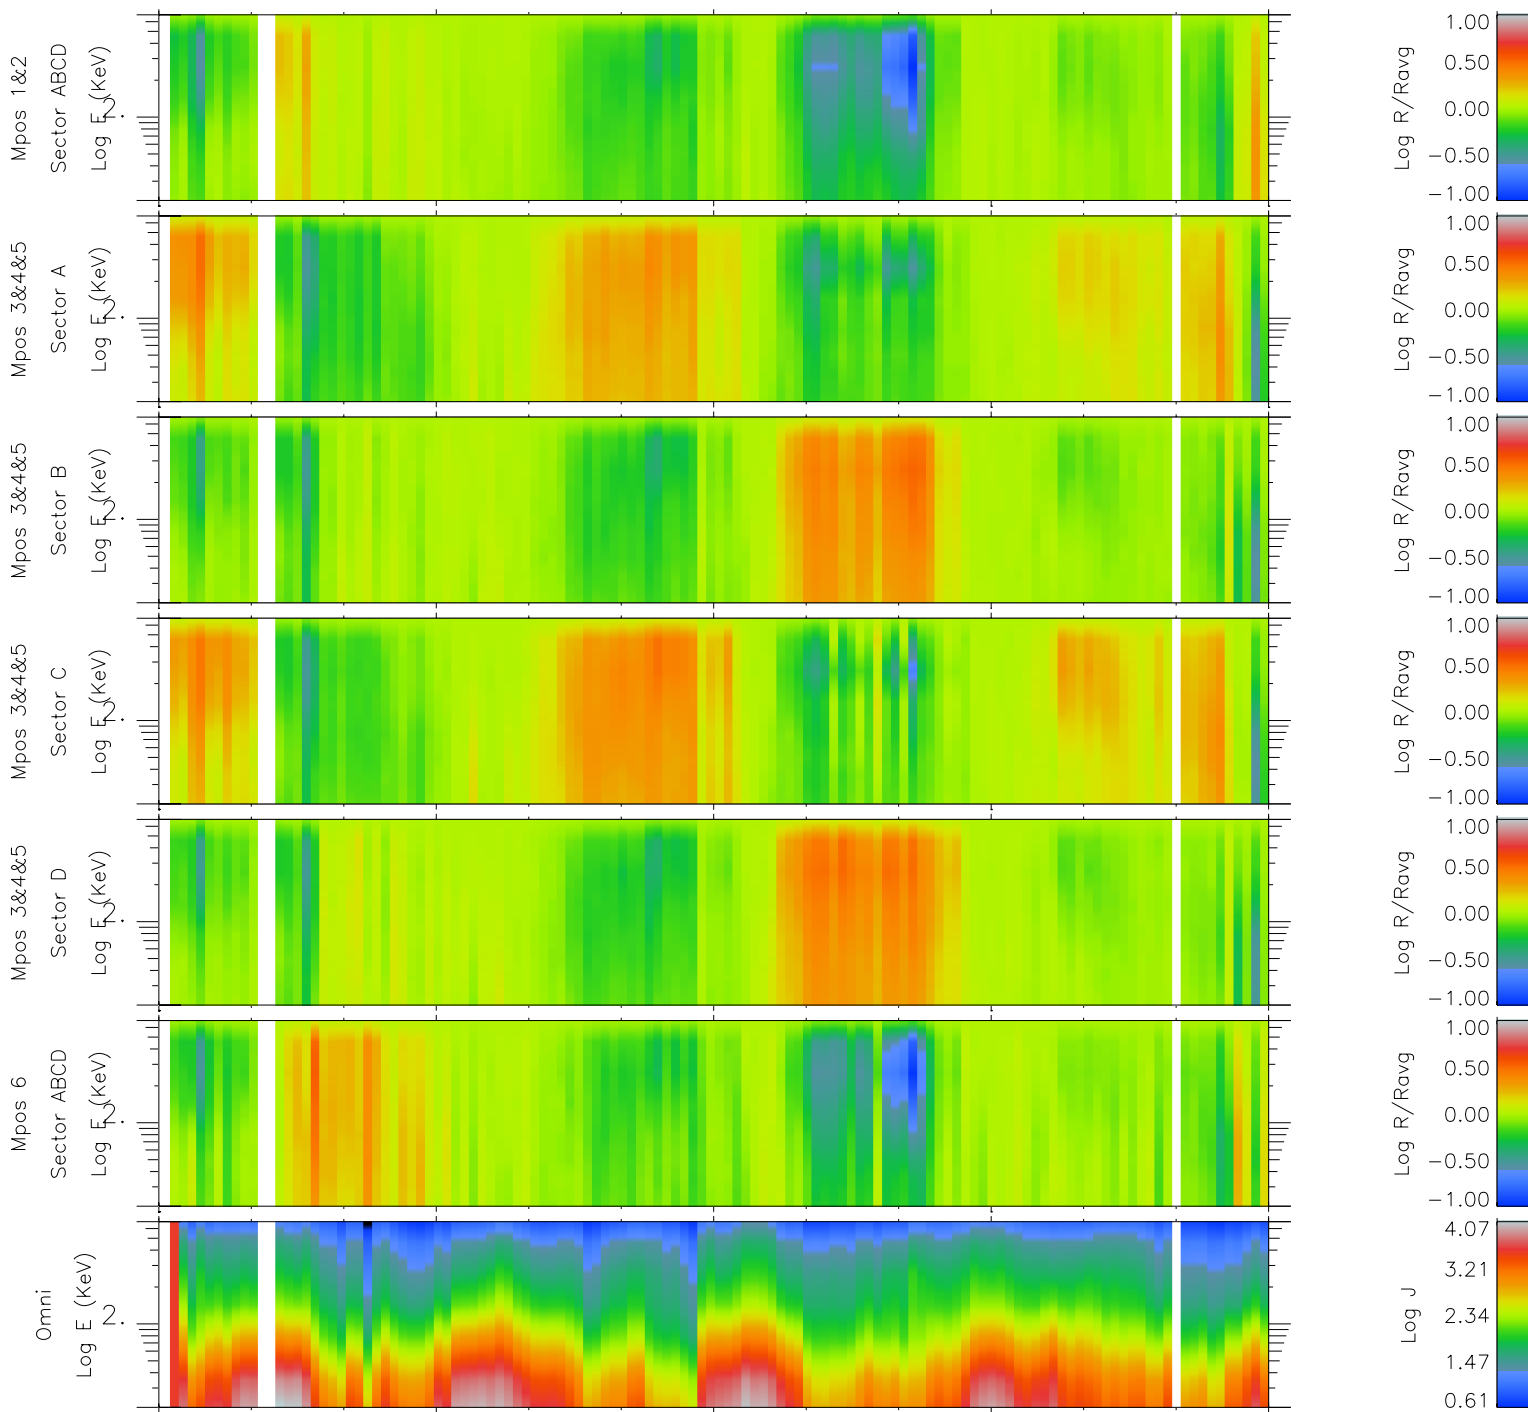 Mpos 1&2
Sector ABCD
Log E (KeV)
2.
Log R/Ravg
1.00
0.50
0.00
−0.50
−1.00
Mpos 3&4&5
Sector A
Log E (KeV)
2.
Log R/Ravg
1.00
0.50
0.00
−0.50
−1.00
Mpos 3&4&5
Sector B
Log E (KeV)
2.
Log R/Ravg
1.00
0.50
0.00
−0.50
−1.00
Mpos 3&4&5
Sector C
Log E (KeV)
2.
Log R/Ravg
1.00
0.50
0.00
−0.50
−1.00
Mpos 3&4&5
Sector D
Log E (KeV)
2.
Log R/Ravg
1.00
0.50
0.00
−0.50
−1.00
Mpos 6
Sector ABCD
Log E (KeV)
2.
Log R/Ravg
1.00
0.50
0.00
−0.50
−1.00
Omni
Log E (KeV)
2.
Log J
4.07
3.21
2.34
1.47
0.61